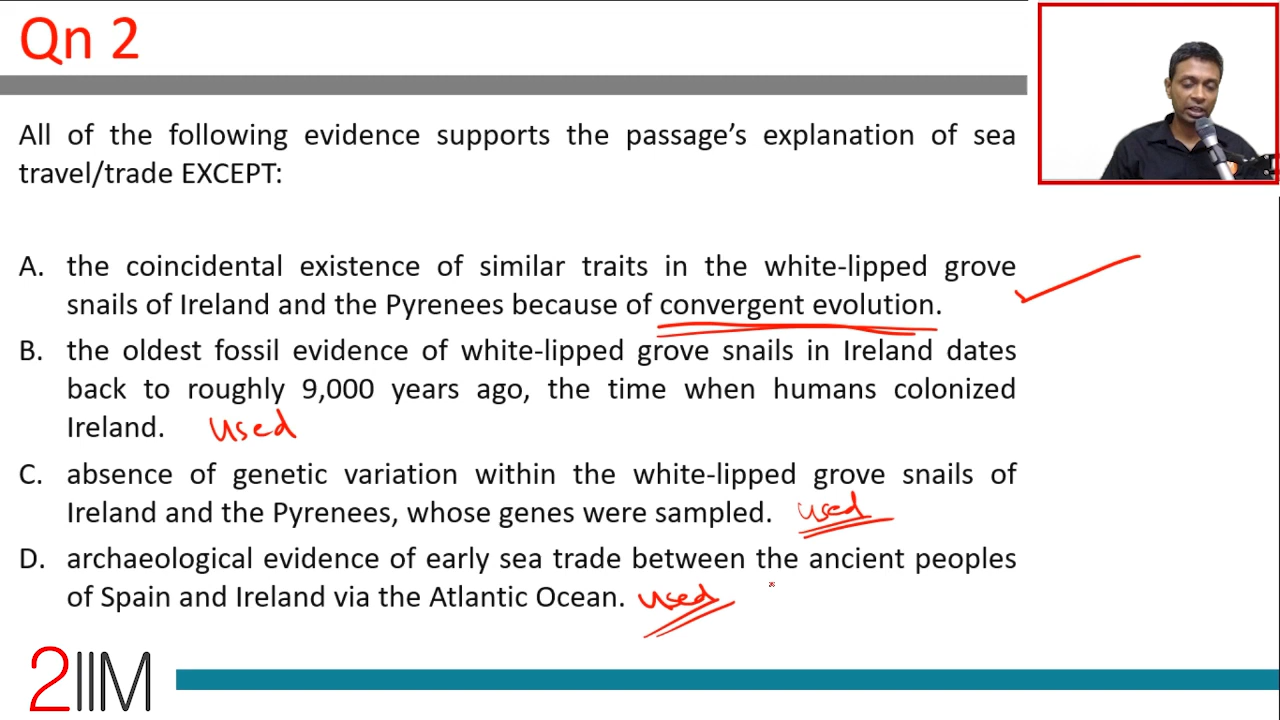 Qn 2
All of the following evidence supports the passage’s explanation of sea
travel/trade EXCEPT:
A. the coincidental existence of similar traits in the white-lipped grove
snails of Ireland and the Pyrenees because of convergent evolution.
B. the oldest fossil evidence of white-lipped grove snails in Ireland dates
back to roughly 9,000 years ago, the time when humans colonized
Ireland. used
C. absence of genetic variation within the white-lipped grove snails of
Ireland and the Pyrenees, whose genes were sampled. used
D. archaeological evidence of early sea trade between the ancient peoples
of Spain and Ireland via the Atlantic Ocean. used
2IIM